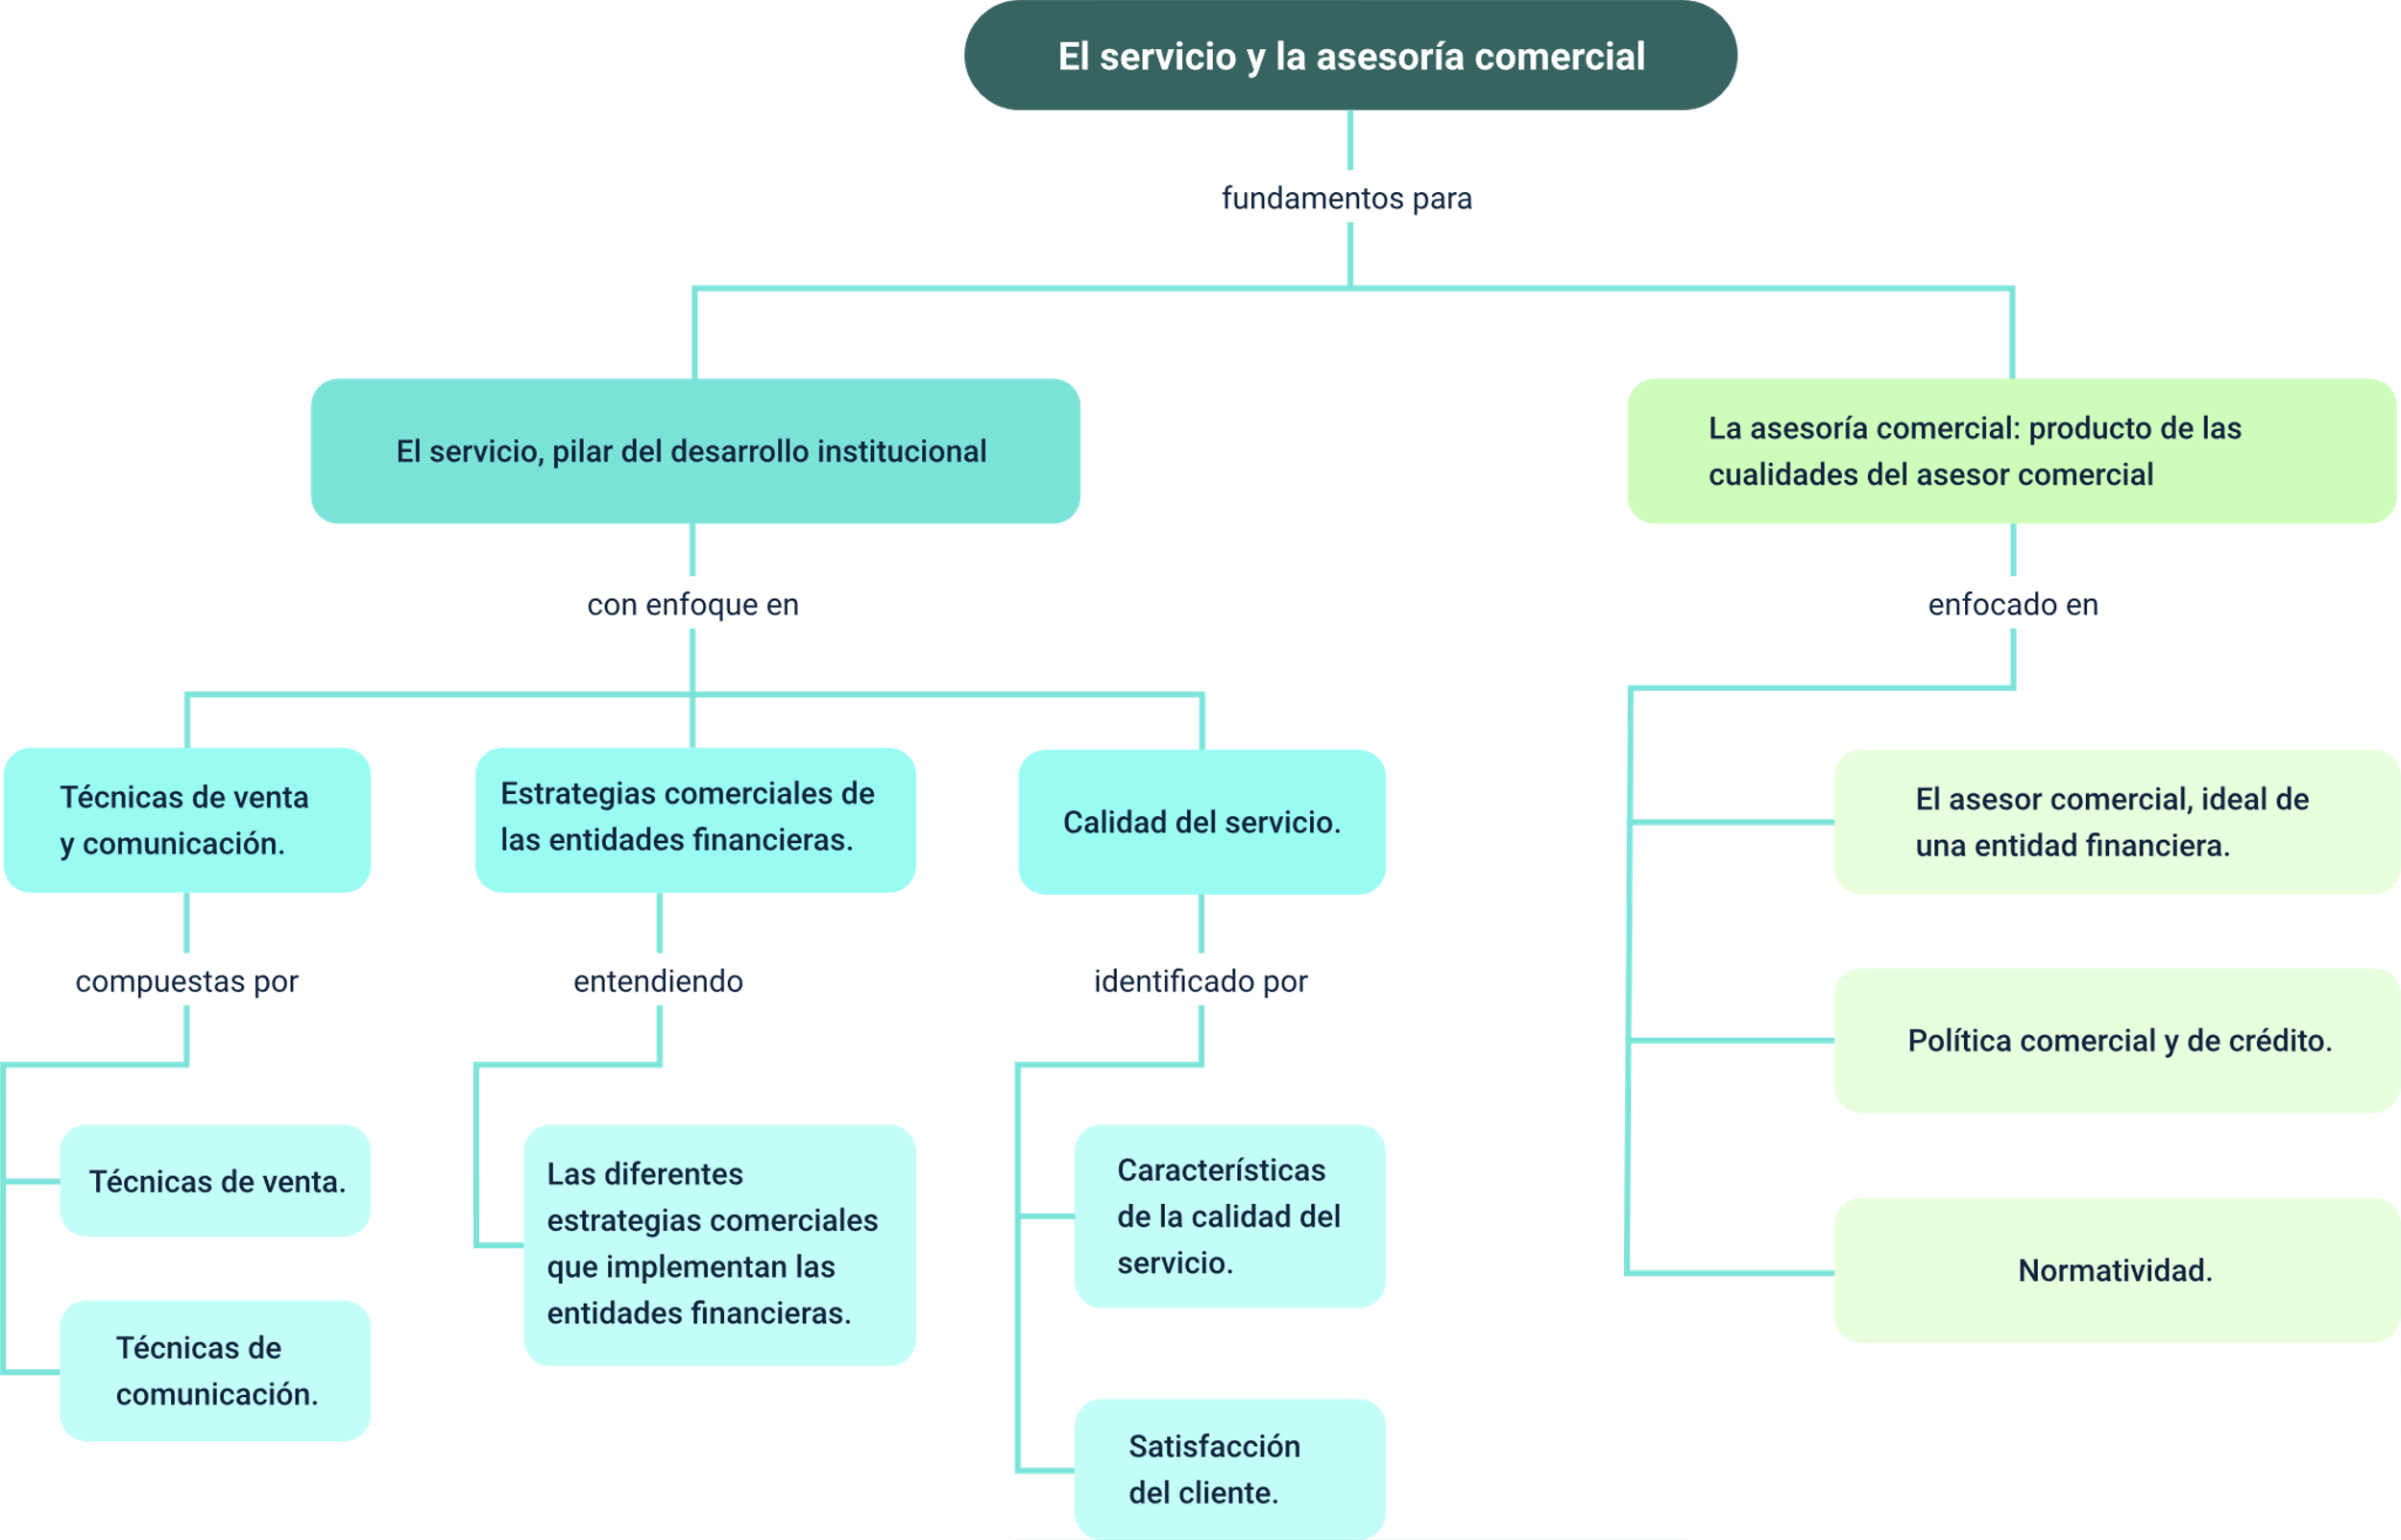 El servicio y la asesoría comercial
fundamentos para
El servicio, pilar del desarrollo institucional
La asesoría comercial: producto de las
cualidades del asesor comercial
con enfoque en
enfocado en
Técnicas de venta
y comunicación.
Estrategias comerciales de
las entidades financieras.
Calidad del servicio.
El asesor comercial, ideal de
una entidad financiera.
compuestas por
entendiendo
identificado por
Política comercial y de crédito.
Técnicas de venta.
Las diferentes
estrategias comerciales
que implementan las
entidades financieras.
Características
de la calidad del
servicio.
Normatividad.
Técnicas de
comunicación.
Satisfacción
del cliente.